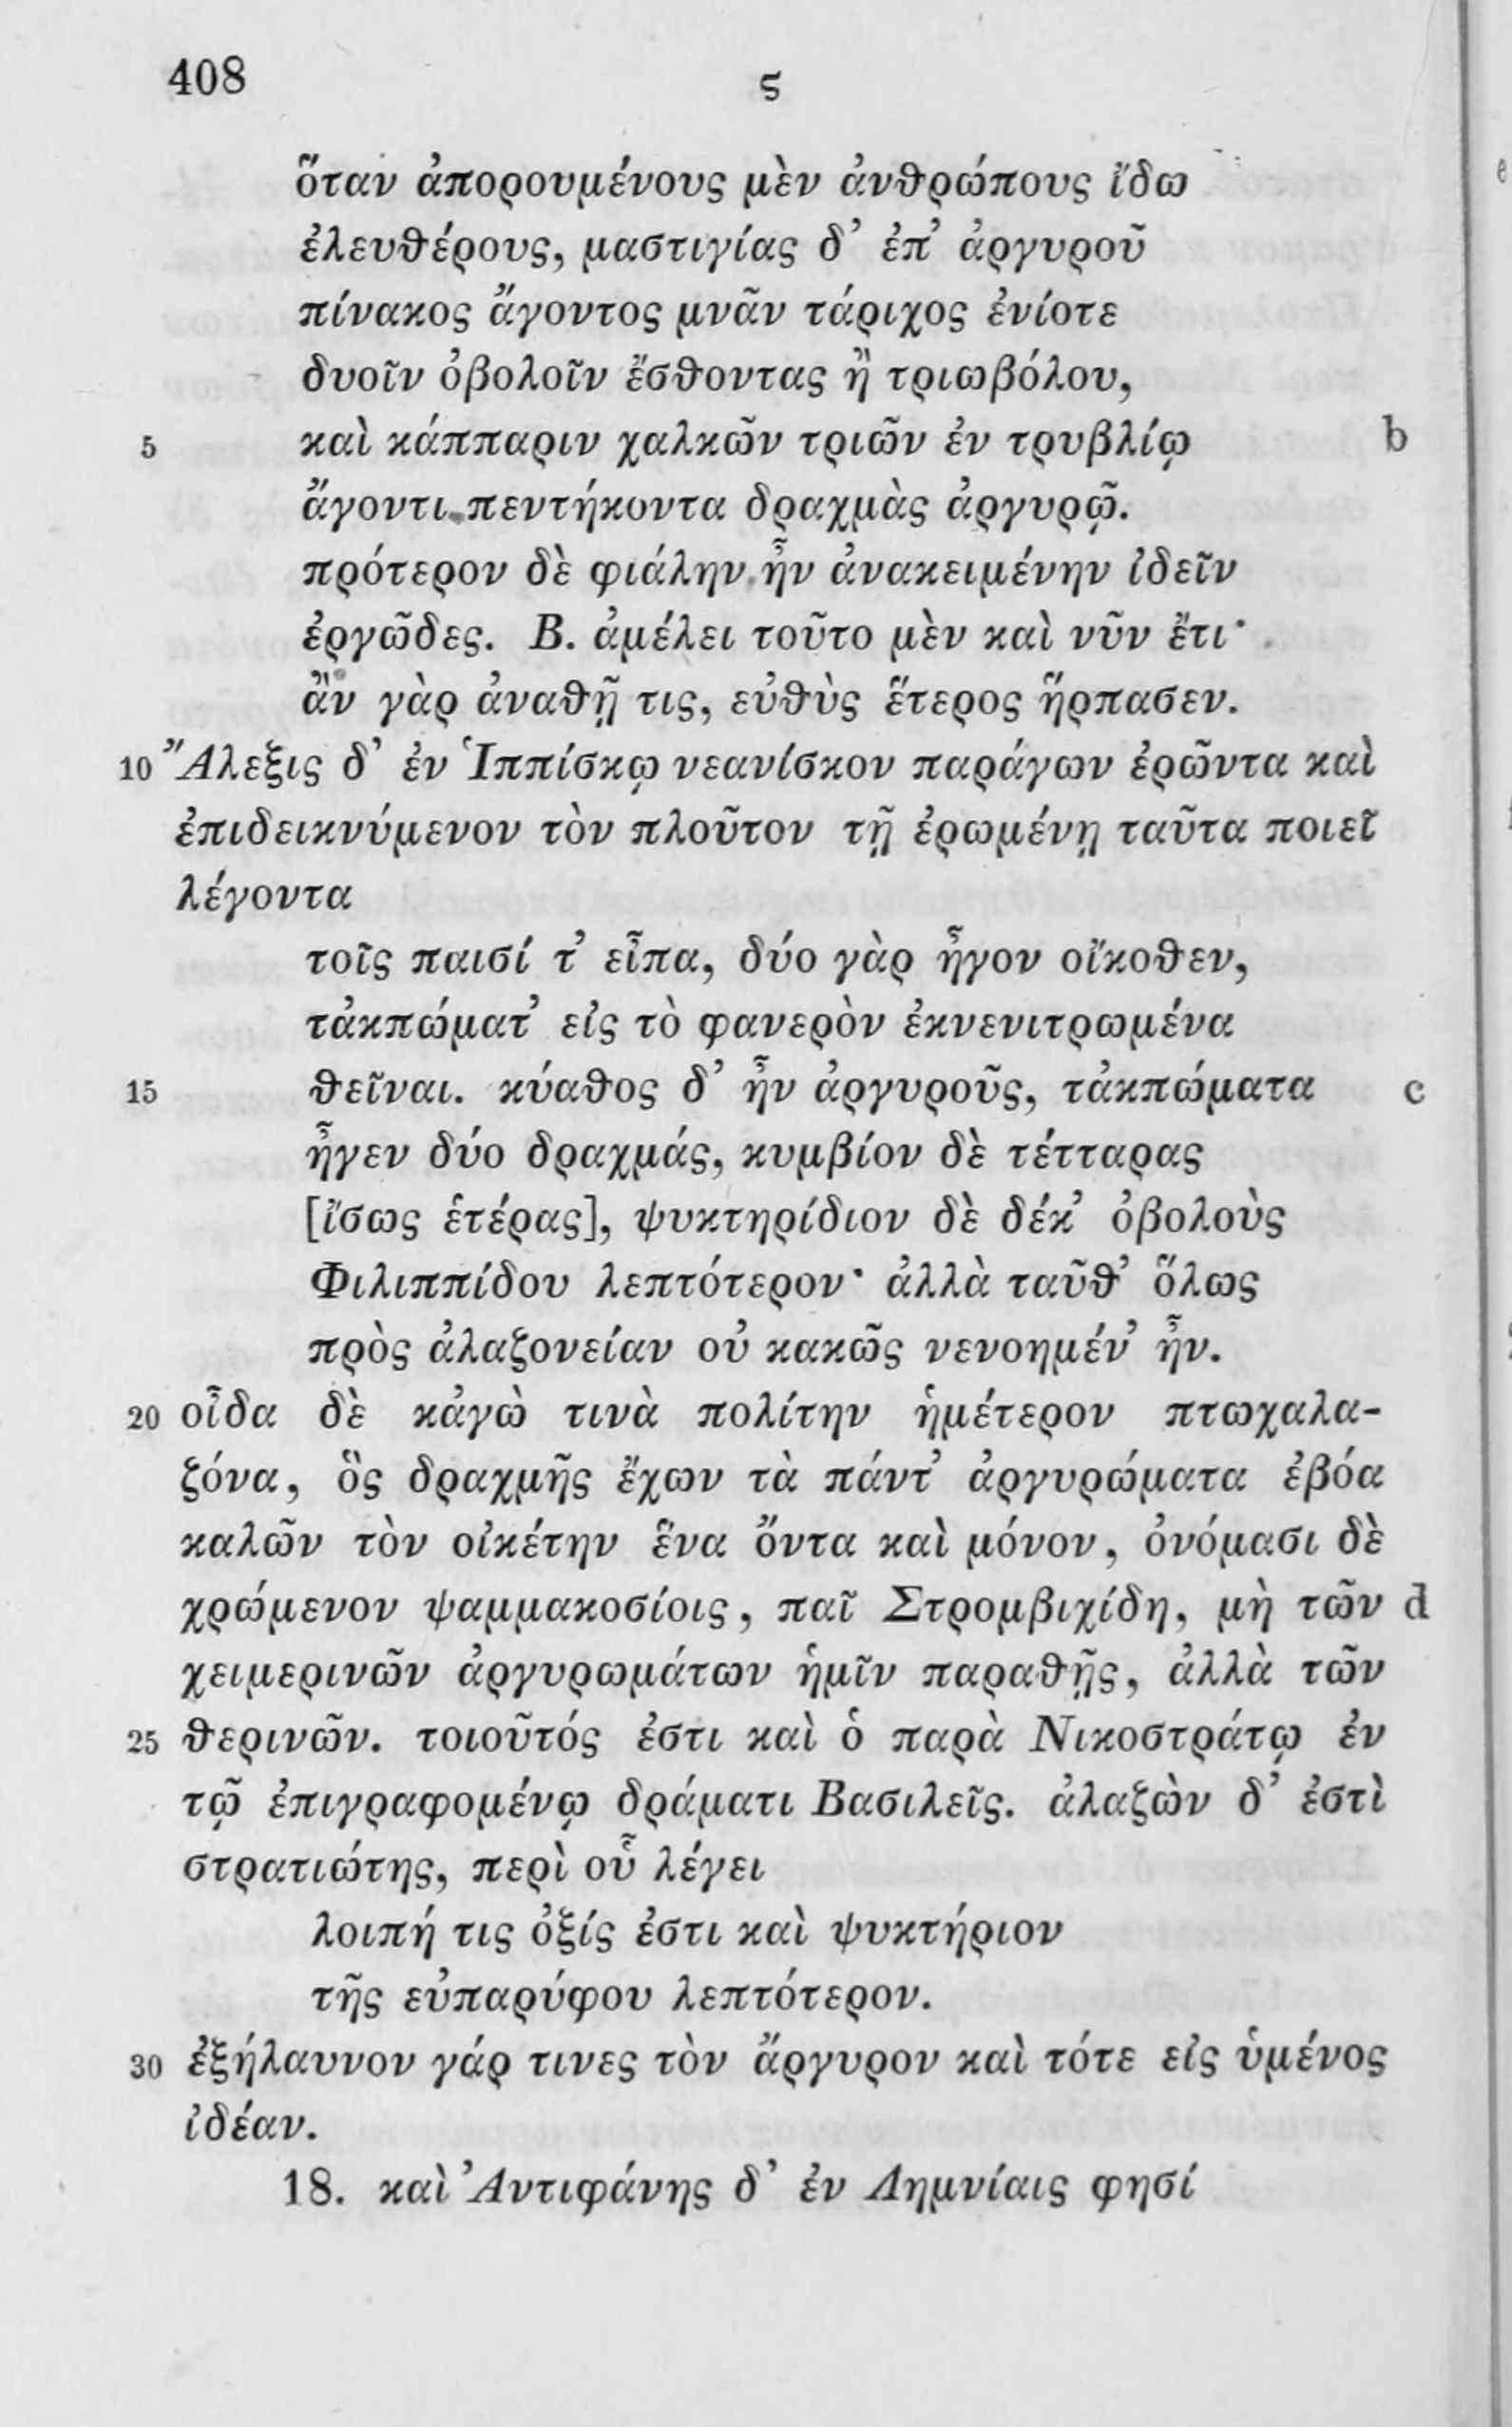 408 ϛ
ὅταν ἀπορουμένους μὲν ἀνθρώπους ἴδω
ἐλευθέρους, μαστιγίας δ’ ἐπ’ ἀργυροῦ
πίνακος ἄγοντος μνᾶν τάριχος ἐνίοτε
δυοῖν ὀβολοῖν ἔσθοντας ἢ τριωβόλου,
5 καὶ κάππαριν χαλκῶν τριῶν ἐν τρυβλίῳ b
ἄγοντι πεντήκοντα δραχμὰς ἀργυρῷ.
πρότερον δὲ φιάλην ἦν ἀνακειμένην ἰδεῖν
ἐργῶδες. Β. ἀμέλει τοῦτο μὲν καὶ νῦν ἔτι·
ἂν γὰρ ἀναθῇ τις, εὐθὺς ἕτερος ἥρπασεν.
10 Ἄλεξις δ’ ἐν Ἱππίσκῳ νεανίσκον παράγων ἐρῶντα καὶ
ἐπιδεικνύμενον τὸν πλοῦτον τῇ ἐρωμένῃ ταῦτα ποιεῖ
λέγοντα
τοῖς παισί τ’ εἶπα, δύο γὰρ ἦγον οἴκοθεν,
τἀκπώματ’ εἰς τὸ φανερὸν ἐκνενιτρωμένα
15 θεῖναι. κύαθος δ’ ἦν ἀργυροῦς, τἀκπώματα c
ἦγεν δύο δραχμάς, κυμβίον δὲ τέτταρας
[ἴσως ἑτέρας], ψυκτηρίδιον δὲ δέκ’ ὀβολοὺς
Φιλιππίδου λεπτότερον· ἀλλὰ ταῦθ’ ὅλως
πρὸς ἀλαζονείαν οὐ κακῶς νενοημέν’ ἦν.
20 οἶδα δὲ κἀγὼ τινὰ πολίτην ἡμέτερον πτωχαλα-
ζόνα, ὃς δραχμῆς ἔχων τὰ πάντ’ ἀργυρώματα ἐβόα
καλῶν τὸν οἰκέτην ἕνα ὄντα καὶ μόνον, ὀνόμασι δὲ
χρώμενον ψαμμακοσίοις, παῖ Στρομβιχίδη, μὴ τῶν d
χειμερινῶν ἀργυρωμάτων ἡμῖν παραθῇς, ἀλλὰ τῶν
25 θερινῶν. τοιοῦτός ἐστι καὶ ὁ παρὰ Νικοστράτῳ ἐν
τῷ ἐπιγραφομένῳ δράματι Βασιλεῖς. ἀλαζὼν δ’ ἐστὶ
στρατιώτης, περὶ οὗ λέγει
λοιπή τις ὀξίς ἐστι καὶ ψυκτήριον
τῆς εὐπαρύφου λεπτότερον.
30 ἐξήλαυνον γάρ τινες τὸν ἄργυρον καὶ τότε εἰς ὑμένος
ἰδέαν.
18. καὶ Ἀντιφάνης δ’ ἐν Λημνίαις φησί